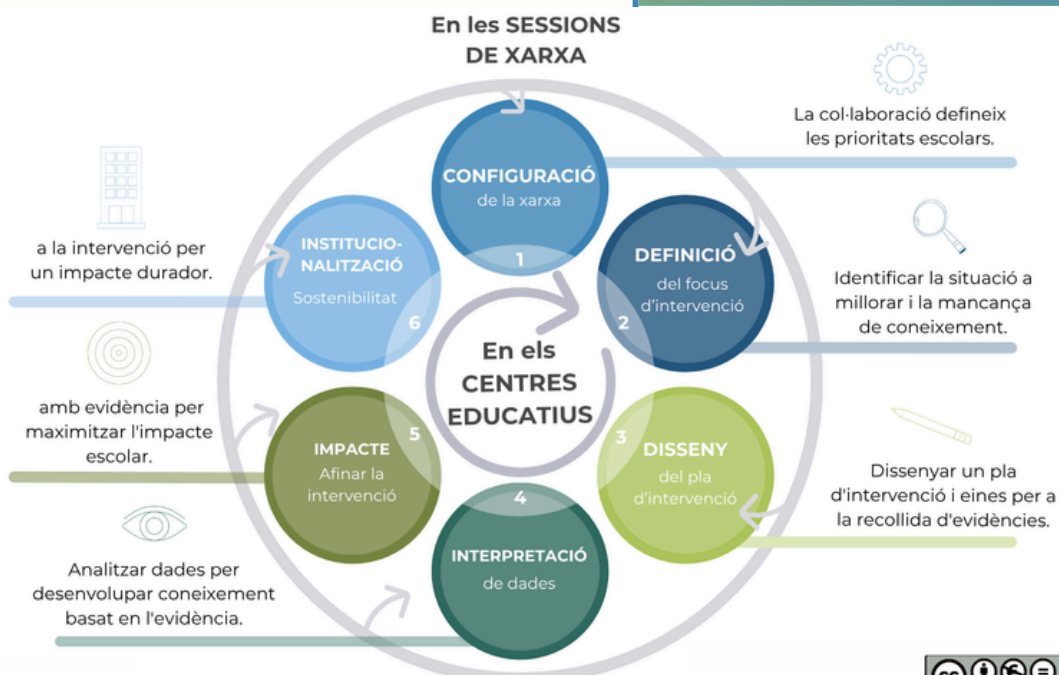 En les SESSIONS
DE XARXA
CONFIGURACIÓ
de la xarxa
1
La col·laboració defineix
les prioritats escolars.
DEFINICIÓ
del focus
d'intervenció
2
Identificar la situació a
millorar i la mancança
de coneixement.
DISSENY
del pla
d'intervenció
3
Dissenyar un pla
d'intervenció i eines per a
la recollida d'evidències.
4
INTERPRETACIÓ
de dades
Analitzar dades per
desenvolupar coneixement
basat en l'evidència.
IMPACTE
Afinar la
intervenció
5
amb evidència per
maximitzar l'impacte
escolar.
INSTITUCIO-
NALITZACIÓ
Sostenibilitat
6
a la intervenció per
un impacte durador.
En els
CENTRES
EDUCATIUS
cc